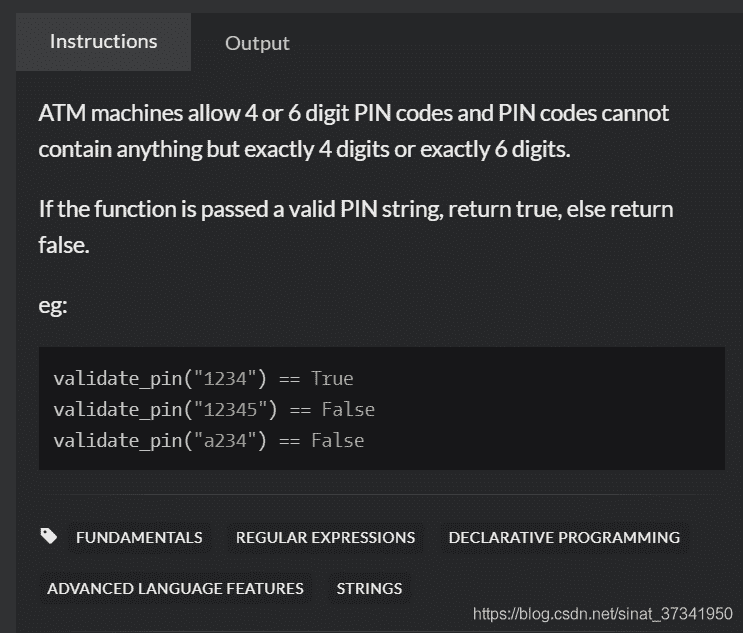 Instructions
Output
ATM machines allow 4 or 6 digit PIN codes and PIN codes cannot
contain anything but exactly 4 digits or exactly 6 digits.
If the function is passed a valid PIN string, return true, else return
false.
eg:
validate_pin("1234") == True
validate_pin("12345") == False
validate_pin("a234") == False
FUNDAMENTALS REGULAR EXPRESSIONS DECLARATIVE PROGRAMMING
ADVANCED LANGUAGE FEATURES STRINGS
https://blog.csdn.net/sinat_37341950